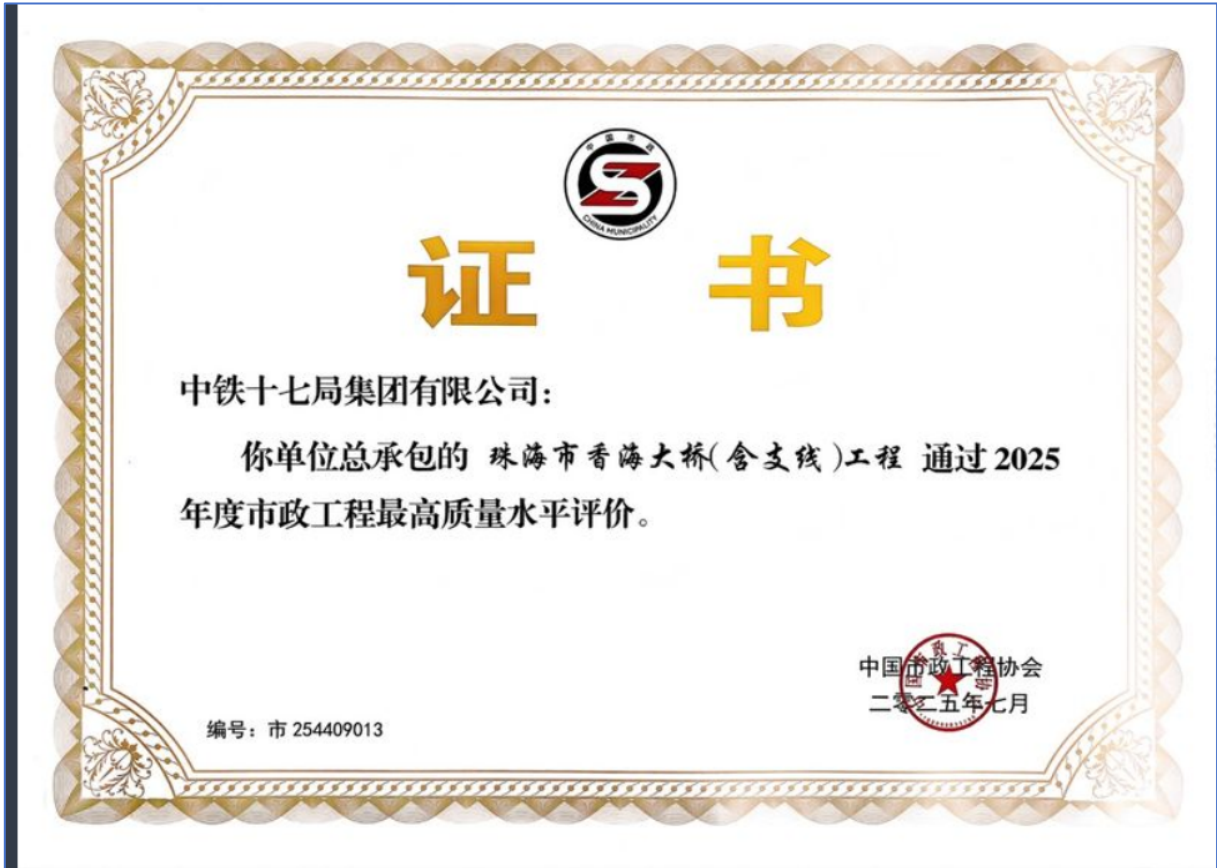 中国市政
CHINA MUNICIPALITY
证 书
中铁十七局集团有限公司：
你单位总承包的 珠海市香海大桥(含支线)工程 通过2025
年度市政工程最高质量水平评价。
中国市政工程协会
二零二五年七月
编号：市 254409013